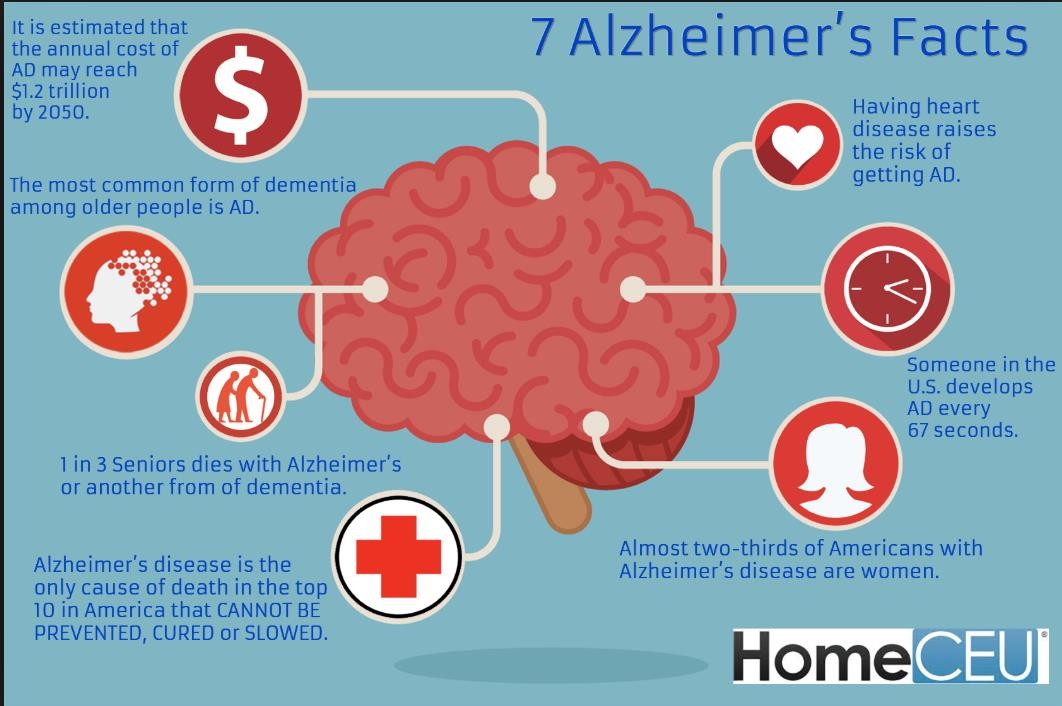 7 Alzheimer's Facts
It is estimated that
the annual cost of
AD may reach
$1.2 trillion
by 2050.
$
Having heart
disease raises
the risk of
getting AD.
The most common form of dementia
among older people is AD.
Someone in the
U.S. develops
AD every
67 seconds.
1 in 3 Seniors dies with Alzheimer's
or another from of dementia.
Almost two-thirds of Americans with
Alzheimer's disease are women.
Alzheimer's disease is the
only cause of death in the top
10 in America that CANNOT BE
PREVENTED, CURED or SLOWED.
HomeCEU®